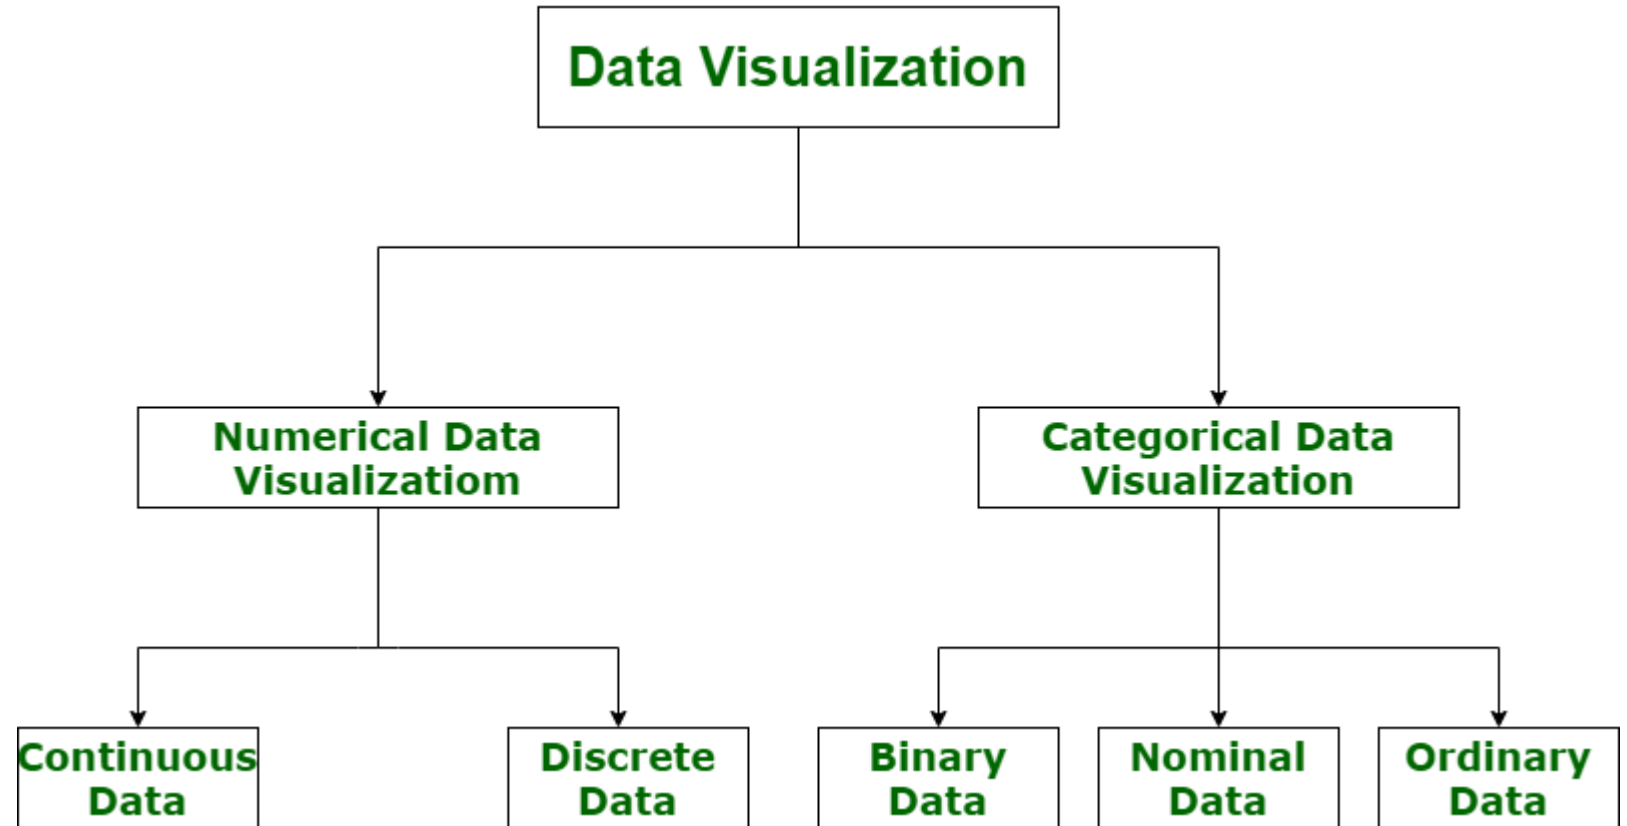 Data Visualization
Numerical Data
Visualizatiom
Categorical Data
Visualization
Continuous
Data
Discrete
Data
Binary
Data
Nominal
Data
Ordinary
Data